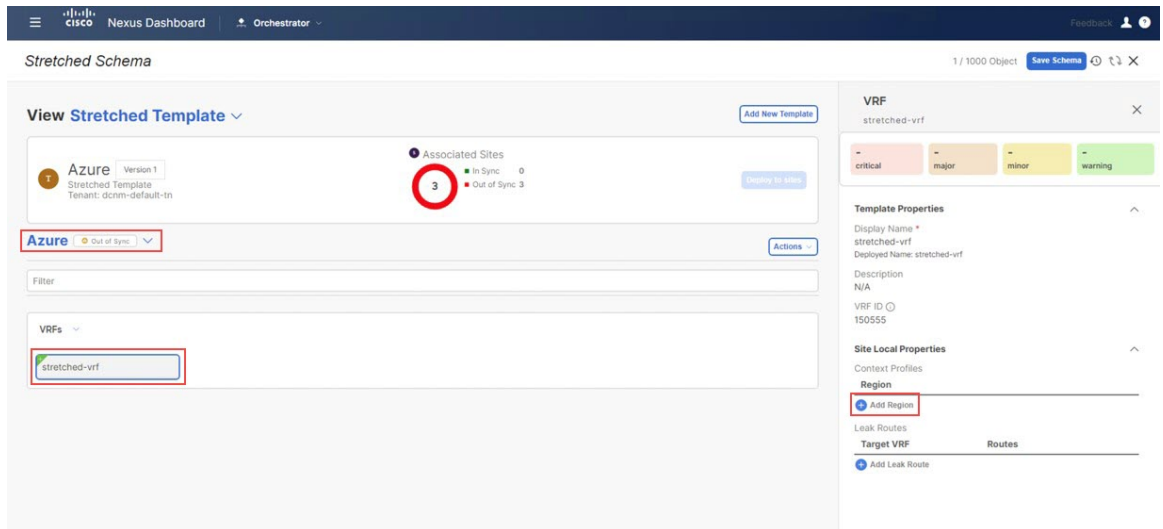 cisco Nexus Dashboard Orchestrator Feedback
Stretched Schema 1 / 1000 Object Save Schema
View Stretched Template Add New Template
Azure Version 1
Stretched Template
Tenant: dcnm-default-tn
Associated Sites
3
In Sync 0
Out of Sync 3
Deploy to sites
Azure Out of Sync
Actions
Filter
VRFs
stretched-vrf
VRF
stretched-vrf
- - - -
critical major minor warning
Template Properties
Display Name *
stretched-vrf
Deployed Name: stretched-vrf
Description
N/A
VRF ID
150555
Site Local Properties
Context Profiles
Region
Add Region
Leak Routes
Target VRF Routes
Add Leak Route